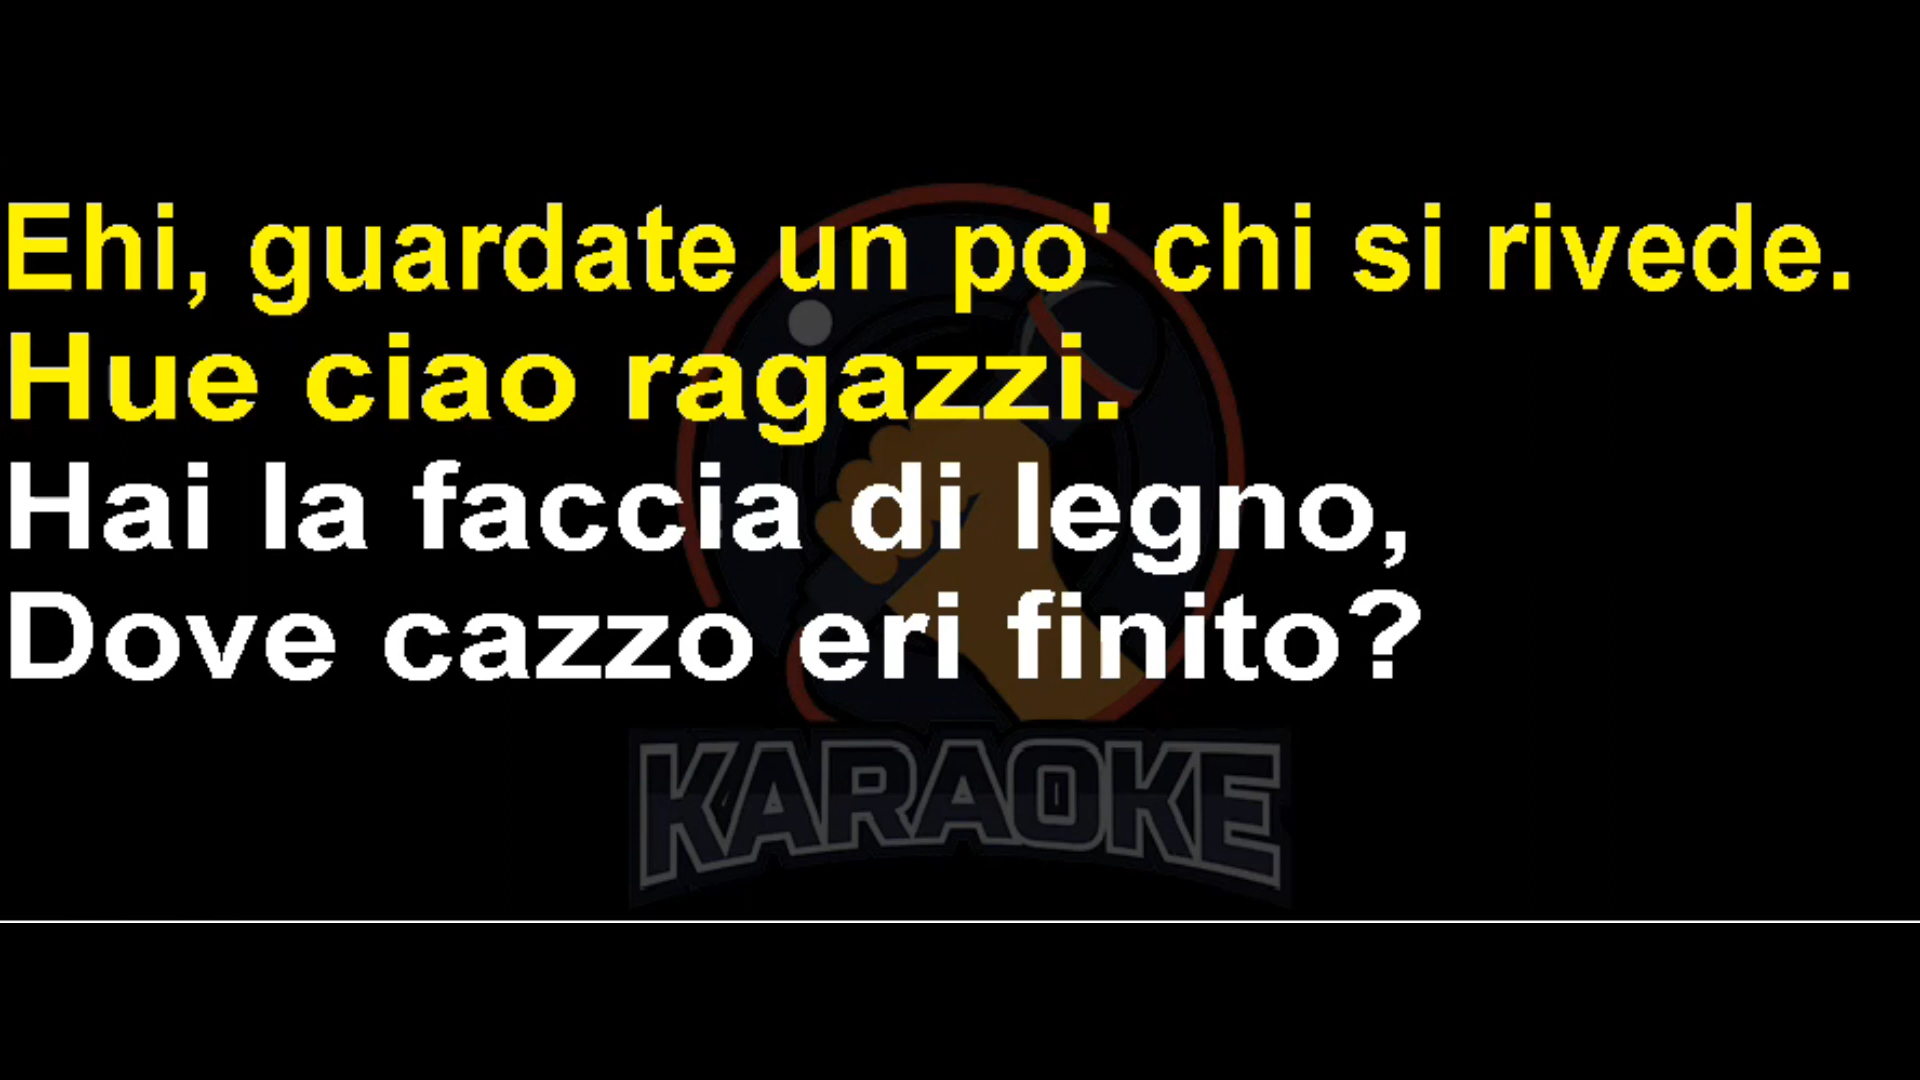 Ehi, guardate un po' chi si rivede.
Hue ciao ragazzi.
Hai la faccia di legno,
Dove cazzo eri finito?
KARAOKE